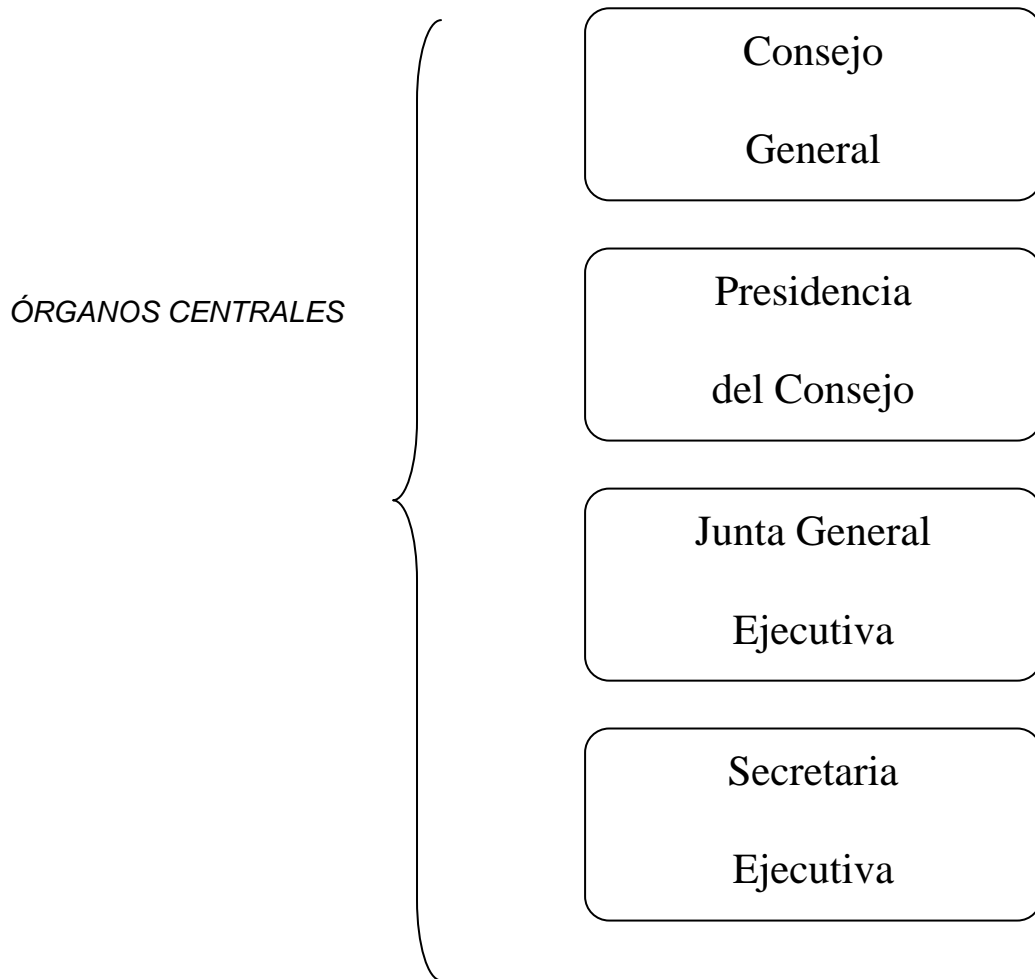 ÓRGANOS CENTRALES
Consejo
General
Presidencia
del Consejo
Junta General
Ejecutiva
Secretaria
Ejecutiva